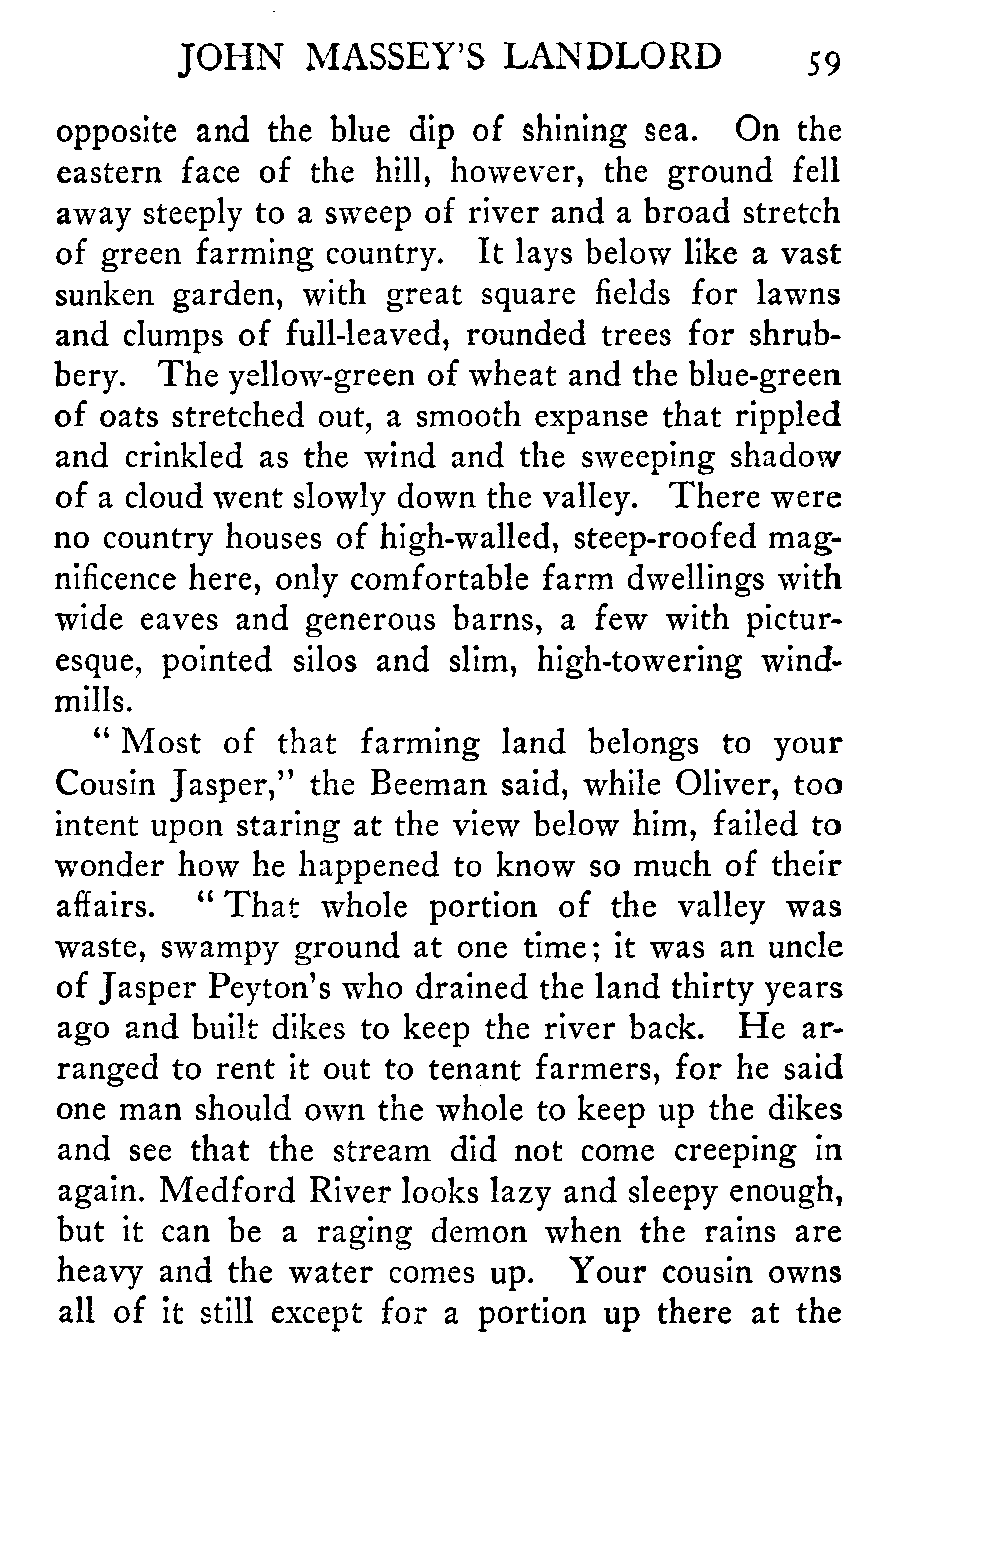 JOHN MASSEY'S LANDLORD 59
opposite and the blue dip of shining sea. On the
eastern face of the hill, however, the ground fell
away steeply to a sweep of river and a broad stretch
of green farming country. It lays below like a vast
sunken garden, with great square fields for lawns
and clumps of full-leaved, rounded trees for shrub-
bery. The yellow-green of wheat and the blue-green
of oats stretched out, a smooth expanse that rippled
and crinkled as the wind and the sweeping shadow
of a cloud went slowly down the valley. There were
no country houses of high-walled, steep-roofed mag-
nificence here, only comfortable farm dwellings with
wide eaves and generous barns, a few with pictur-
esque, pointed silos and slim, high-towering wind-
mills.
“ Most of that farming land belongs to your
Cousin Jasper,” the Beeman said, while Oliver, too
intent upon staring at the view below him, failed to
wonder how he happened to know so much of their
affairs. “ That whole portion of the valley was
waste, swampy ground at one time; it was an uncle
of Jasper Peyton's who drained the land thirty years
ago and built dikes to keep the river back. He ar-
ranged to rent it out to tenant farmers, for he said
one man should own the whole to keep up the dikes
and see that the stream did not come creeping in
again. Medford River looks lazy and sleepy enough,
but it can be a raging demon when the rains are
heavy and the water comes up. Your cousin owns
all of it still except for a portion up there at the